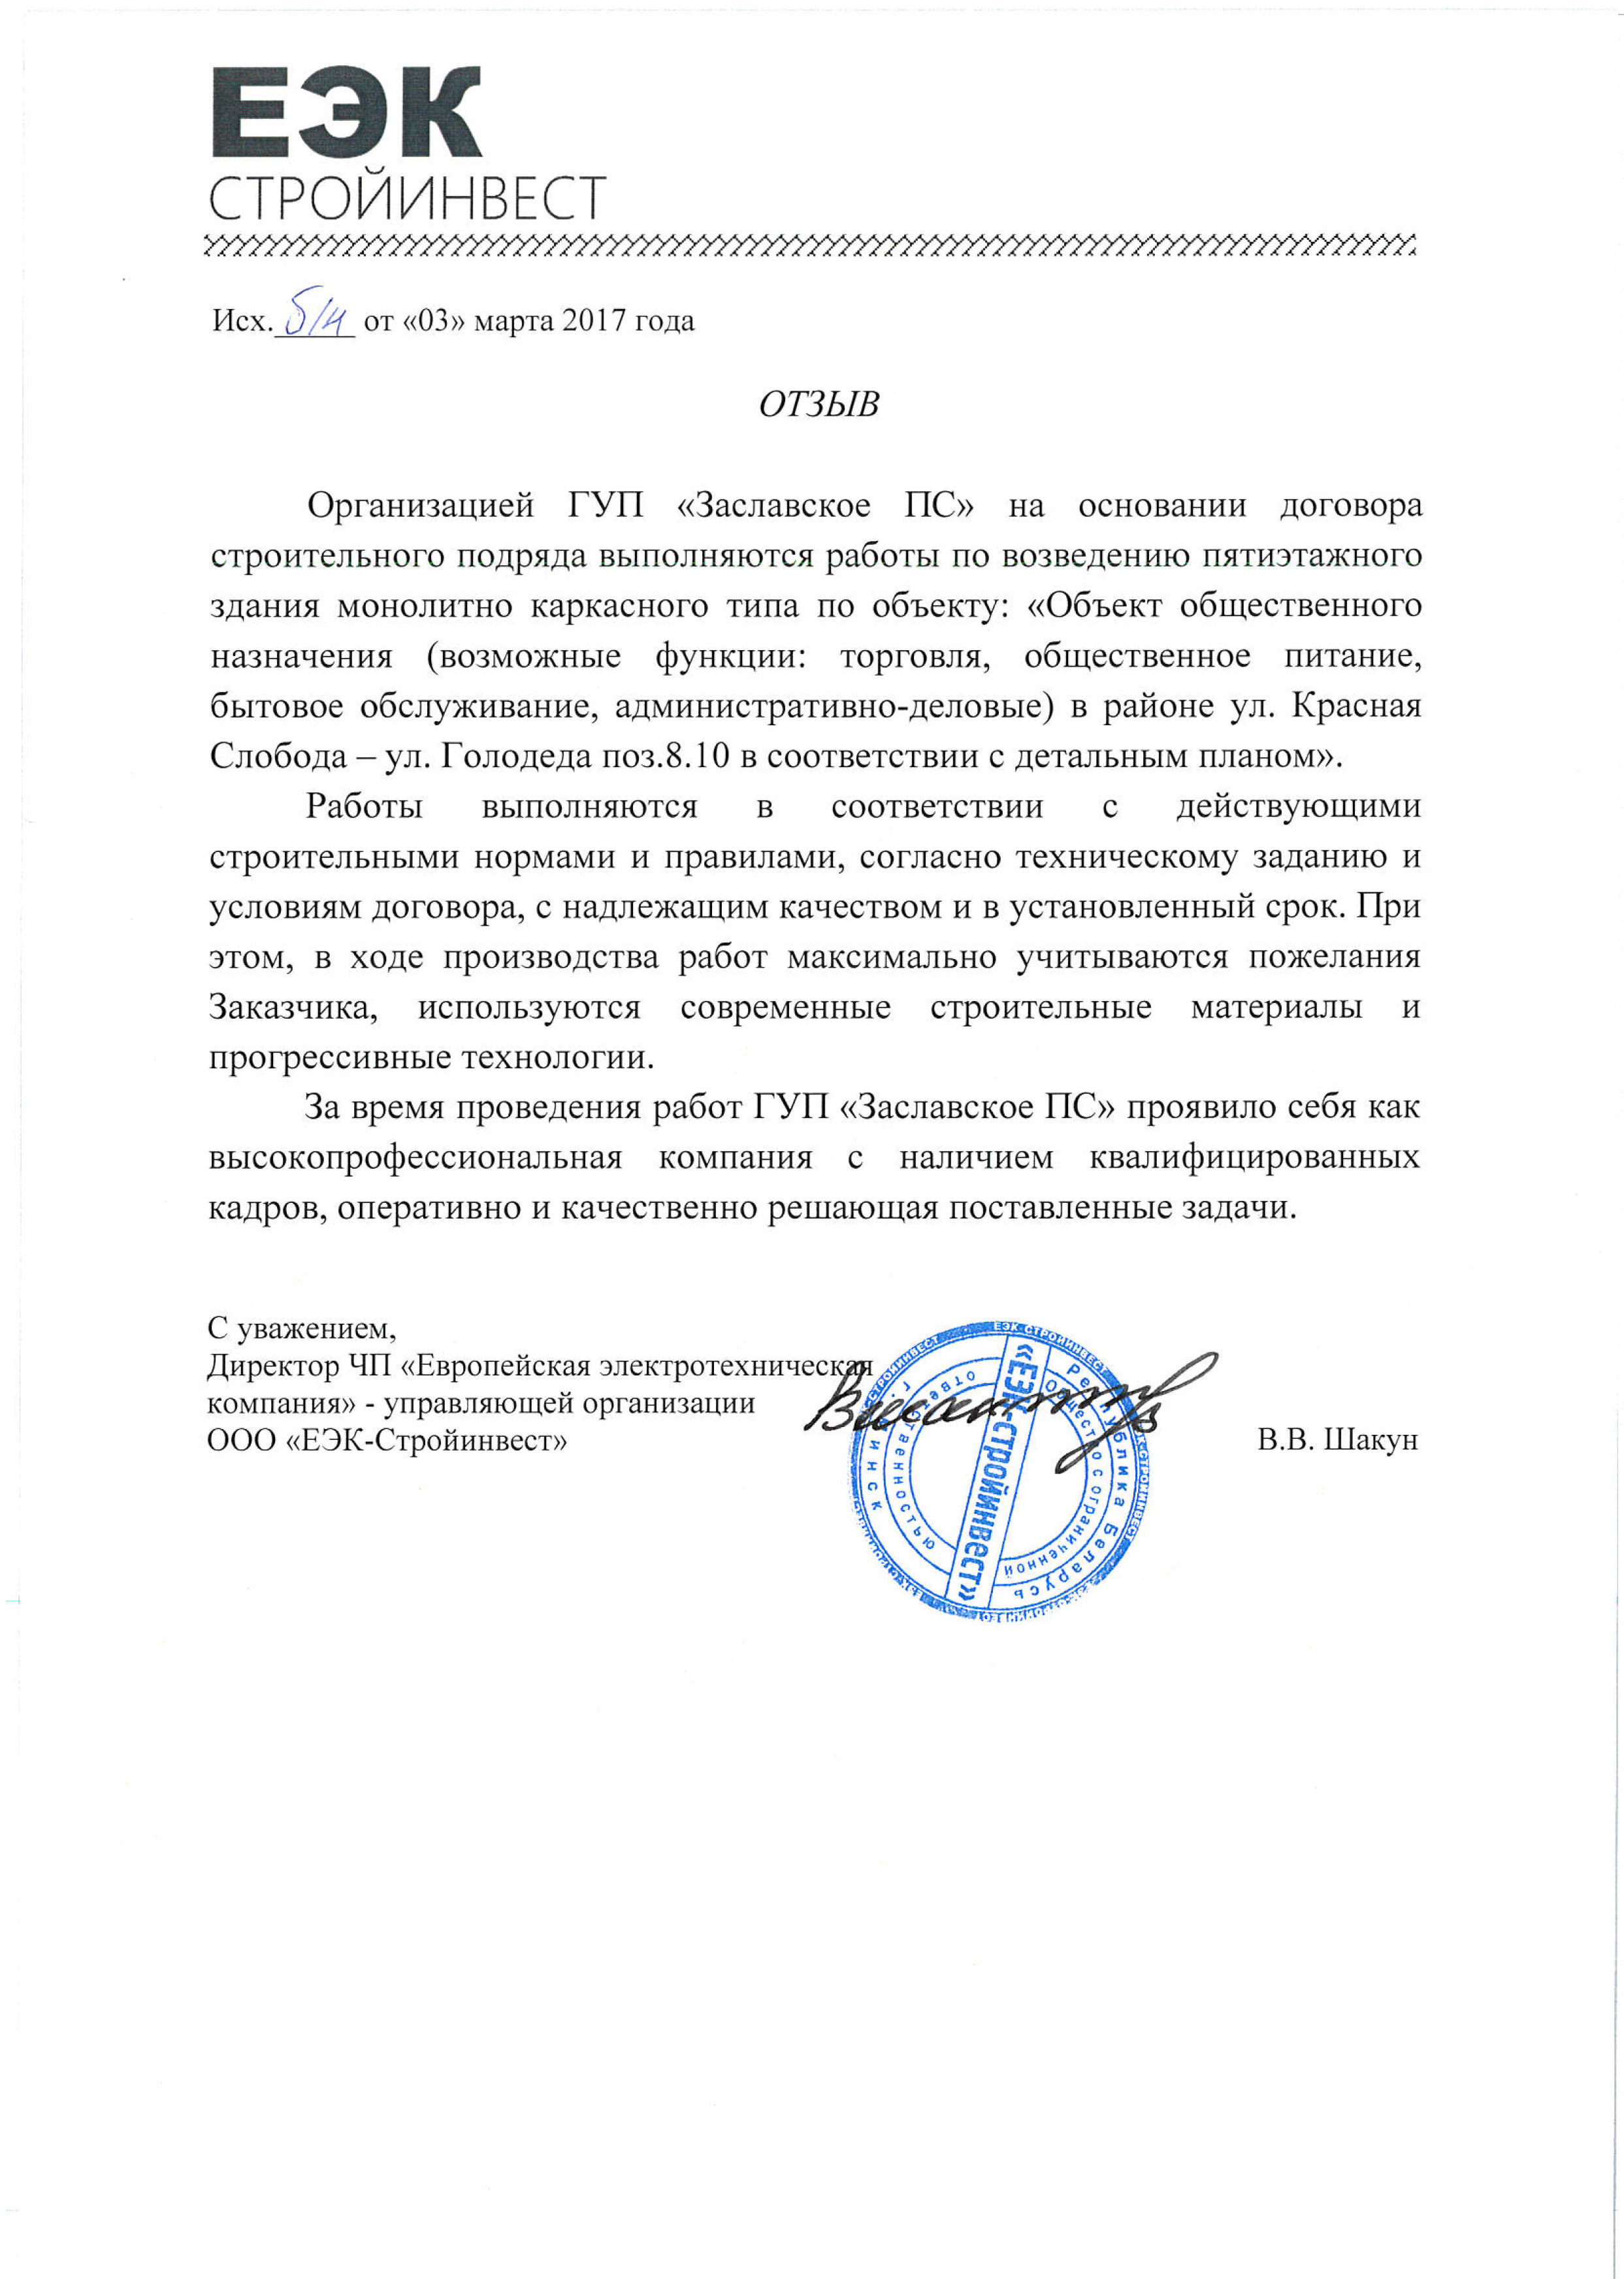 ЕЭК
СТРОЙИНВЕСТ
Исх. б/н от «03» марта 2017 года
ОТЗЫВ
Организацией ГУП «Заславское ПС» на основании договора
строительного подряда выполняются работы по возведению пятиэтажного
здания монолитно каркасного типа по объекту: «Объект общественного
назначения (возможные функции: торговля, общественное питание,
бытовое обслуживание, административно-деловые) в районе ул. Красная
Слобода – ул. Голодеда поз.8.10 в соответствии с детальным планом».
Работы выполняются в соответствии с действующими
строительными нормами и правилами, согласно техническому заданию и
условиям договора, с надлежащим качеством и в установленный срок. При
этом, в ходе производства работ максимально учитываются пожелания
Заказчика, используются современные строительные материалы и
прогрессивные технологии.
За время проведения работ ГУП «Заславское ПС» проявило себя как
высокопрофессиональная компания с наличием квалифицированных
кадров, оперативно и качественно решающая поставленные задачи.
С уважением,
Директор ЧП «Европейская электротехническая
компания» - управляющей организации
ООО «ЕЭК-Стройинвест»
В.В. Шакун
Республика Беларусь
Общество с ограниченной
ответственностью
г. Минск
«ЕЭК-Стройинвест»
ЕЭК СТРОЙИНВЕСТ